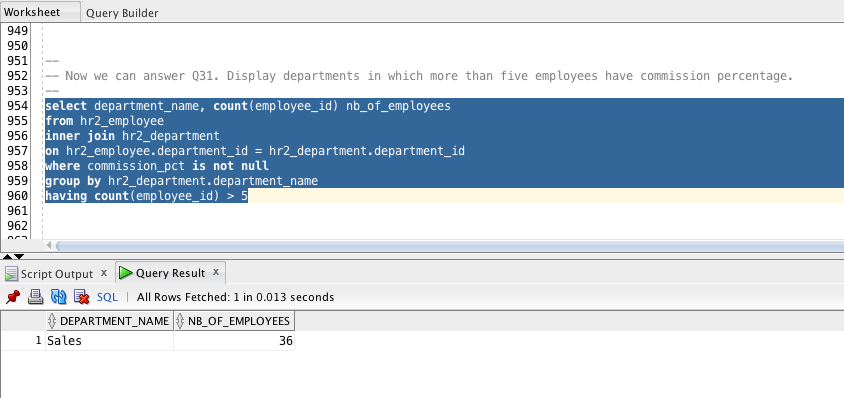 Worksheet Query Builder
949
950
951 --
952 -- Now we can answer Q31. Display departments in which more than five employees have commission percentage.
953 --
954 select department_name, count(employee_id) nb_of_employees
955 from hr2_employee
956 inner join hr2_department
957 on hr2_employee.department_id = hr2_department.department_id
958 where commission_pct is not null
959 group by hr2_department.department_name
960 having count(employee_id) > 5
961
962
963
Script Output x Query Result x
SQL | All Rows Fetched: 1 in 0.013 seconds
DEPARTMENT_NAME NB_OF_EMPLOYEES
1 Sales 36